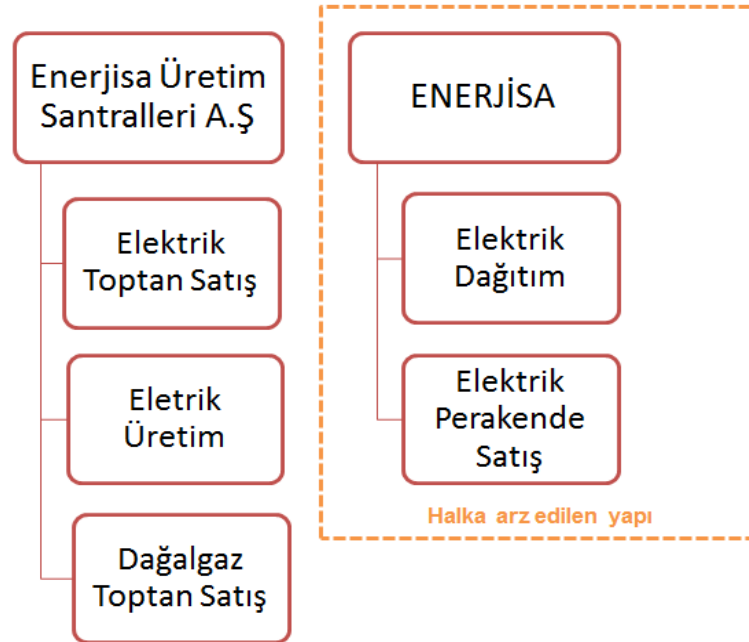 Enerjisa Üretim
Santralleri A.Ş
Elektrik
Toptan Satış
Eletrik
Üretim
Dağalgaz
Toptan Satış
ENERJİSA
Elektrik
Dağıtım
Elektrik
Perakende
Satış
Halka arz edilen yapı